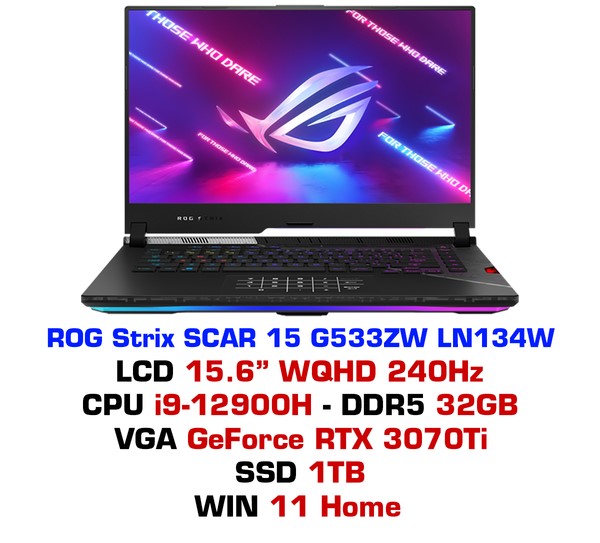 THOSE WHO DARE
FOR THOSE WHO DARE
FOR THOSE WHO DARE
FOR THOSE WHO DARE
ROG STRIX
ROG Strix SCAR 15 G533ZW LN134W
LCD 15.6” WQHD 240Hz
CPU i9-12900H - DDR5 32GB
VGA GeForce RTX 3070Ti
SSD 1TB
WIN 11 Home